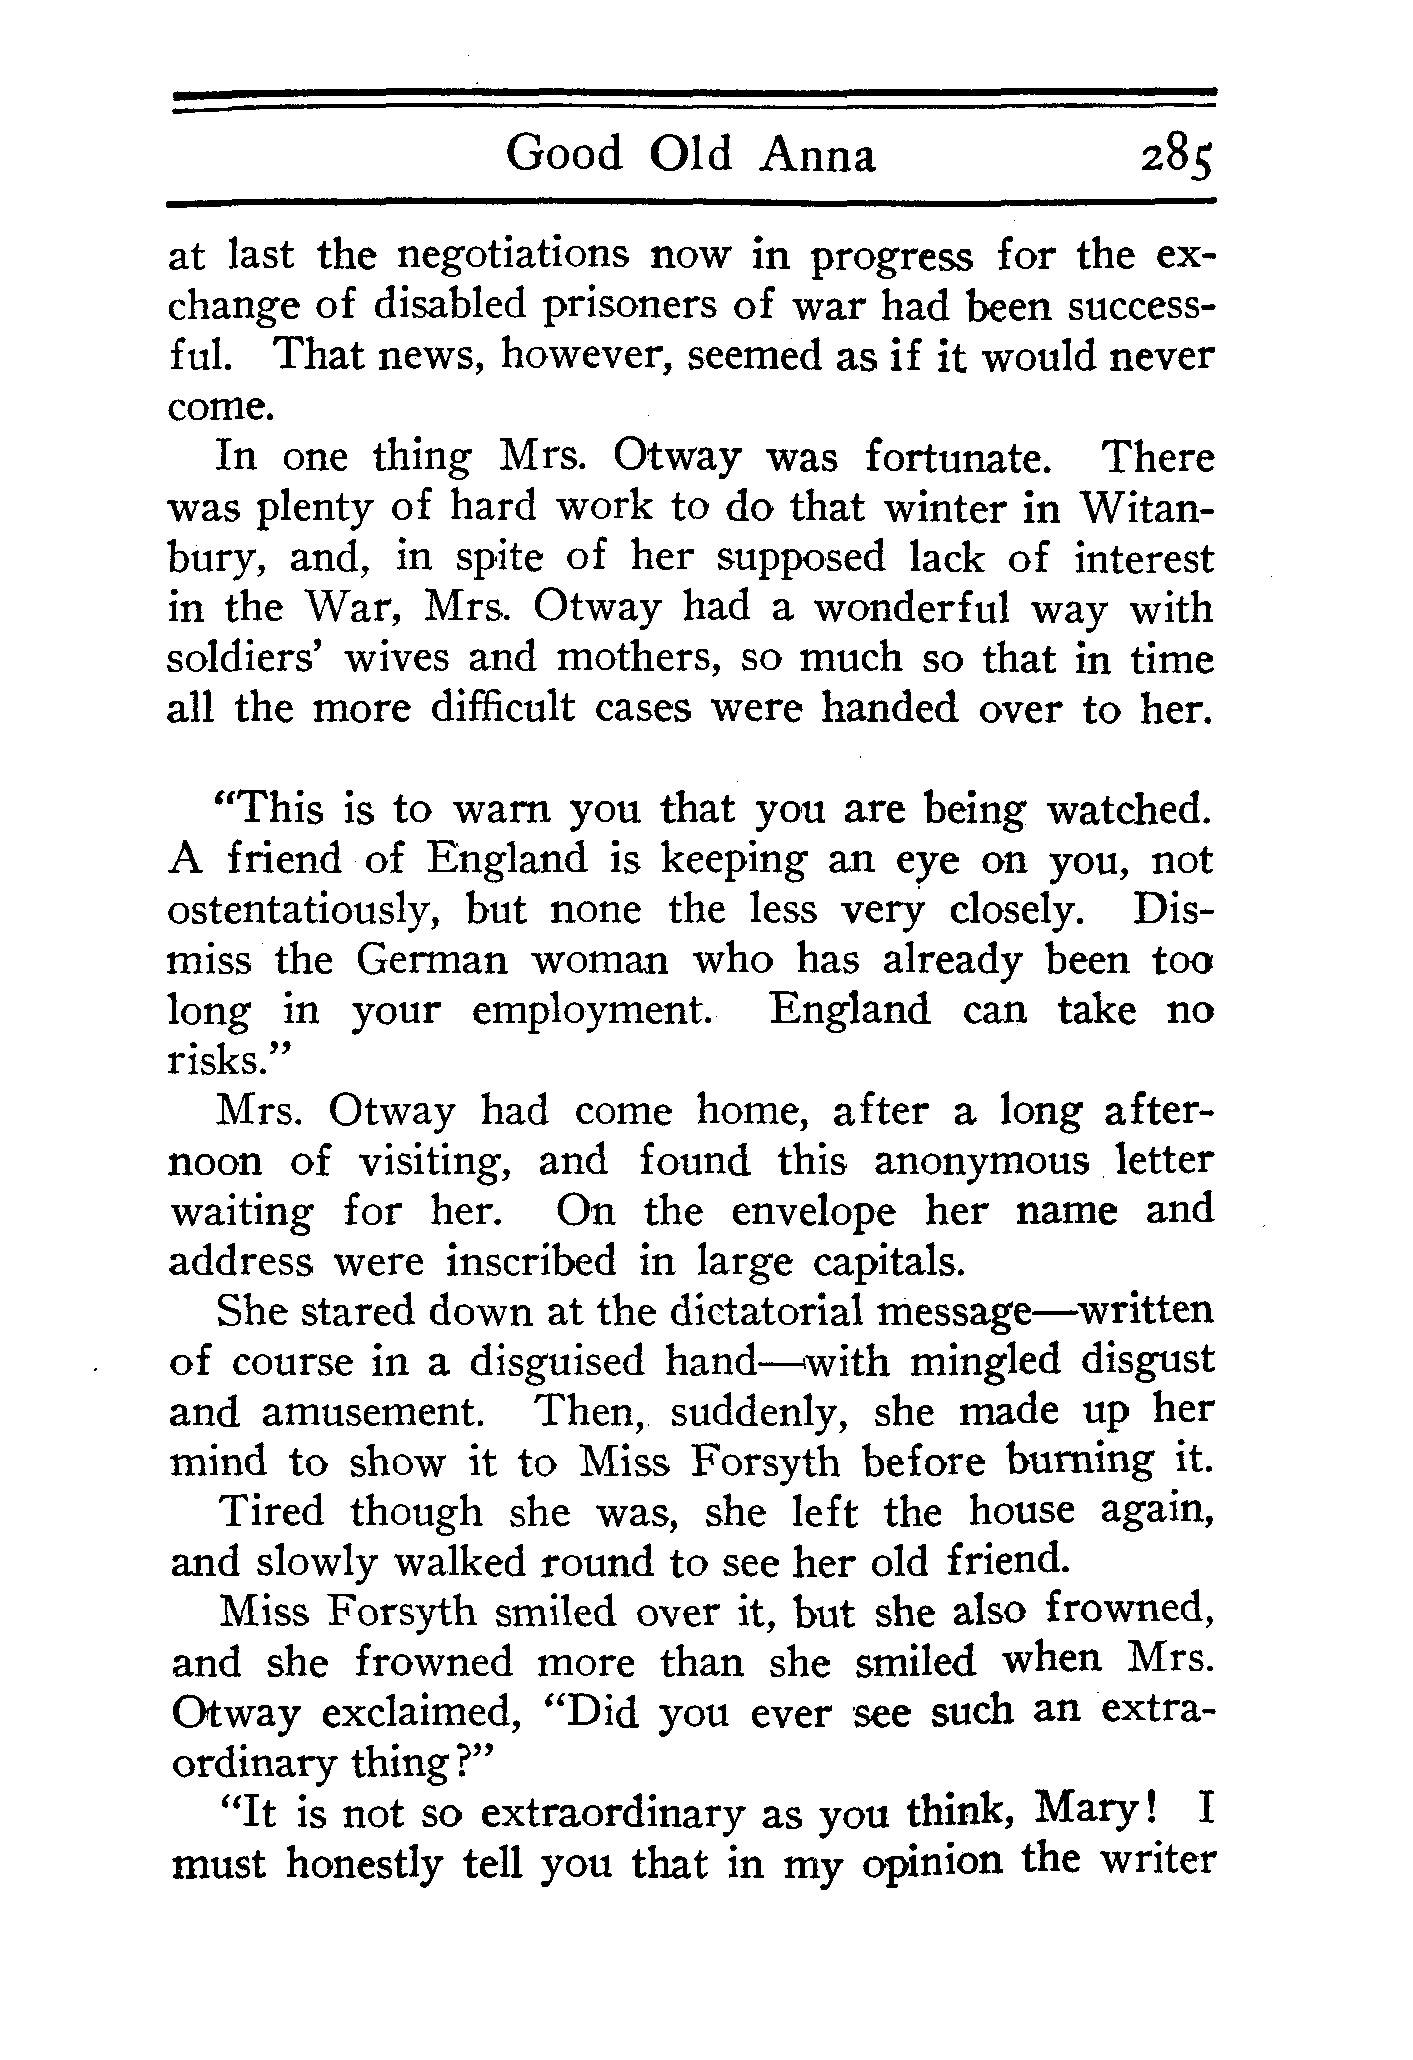 Good Old Anna 285
at last the negotiations now in progress for the ex-
change of disabled prisoners of war had been success-
ful. That news, however, seemed as if it would never
come.
In one thing Mrs. Otway was fortunate. There
was plenty of hard work to do that winter in Witan-
bury, and, in spite of her supposed lack of interest
in the War, Mrs. Otway had a wonderful way with
soldiers' wives and mothers, so much so that in time
all the more difficult cases were handed over to her.
"This is to warn you that you are being watched.
A friend of England is keeping an eye on you, not
ostentatiously, but none the less very closely. Dis-
miss the German woman who has already been too
long in your employment. England can take no
risks."
Mrs. Otway had come home, after a long after-
noon of visiting, and found this anonymous letter
waiting for her. On the envelope her name and
address were inscribed in large capitals.
She stared down at the dictatorial message—written
of course in a disguised hand—with mingled disgust
and amusement. Then, suddenly, she made up her
mind to show it to Miss Forsyth before burning it.
Tired though she was, she left the house again,
and slowly walked round to see her old friend.
Miss Forsyth smiled over it, but she also frowned,
and she frowned more than she smiled when Mrs.
Otway exclaimed, "Did you ever see such an extra-
ordinary thing?"
"It is not so extraordinary as you think, Mary! I
must honestly tell you that in my opinion the writer